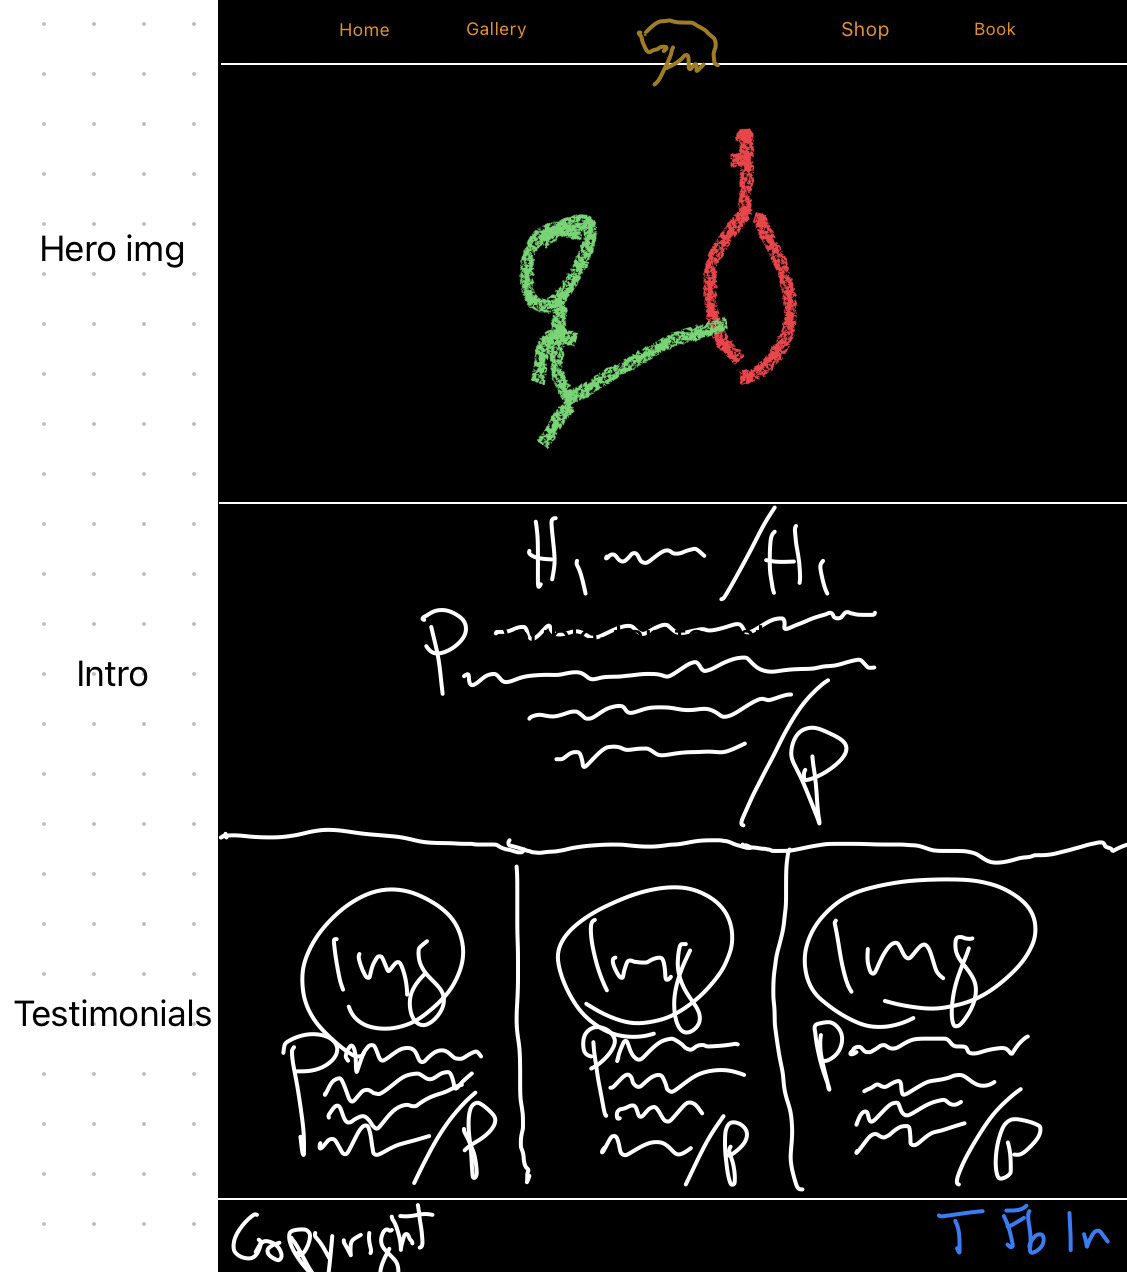 Home Gallery Shop Book
Hero img
H1 /H1
P
Intro
/P
Img Img Img
Testimonials
P P P
/P /P /P
Copyright T Fb In